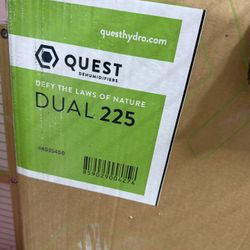 questhydro.com
QUEST
DEHUMIDIFIERS
DEFY THE LAWS OF NATURE
DUAL 225